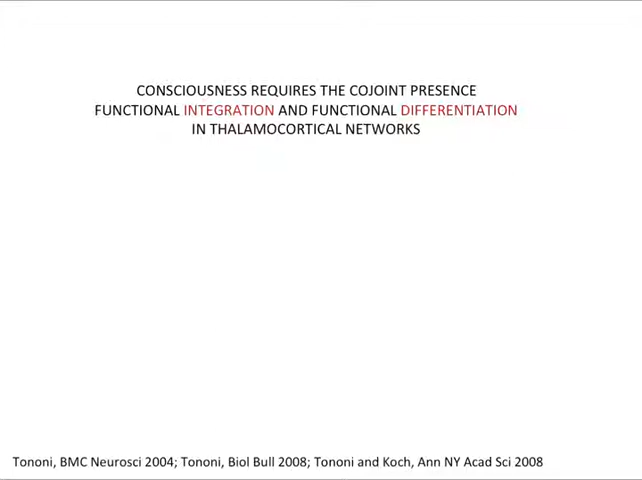 CONSCIOUSNESS REQUIRES THE COJOINT PRESENCE
FUNCTIONAL INTEGRATION AND FUNCTIONAL DIFFERENTIATION
IN THALAMOCORTICAL NETWORKS
Tononi, BMC Neurosci 2004; Tononi, Biol Bull 2008; Tononi and Koch, Ann NY Acad Sci 2008